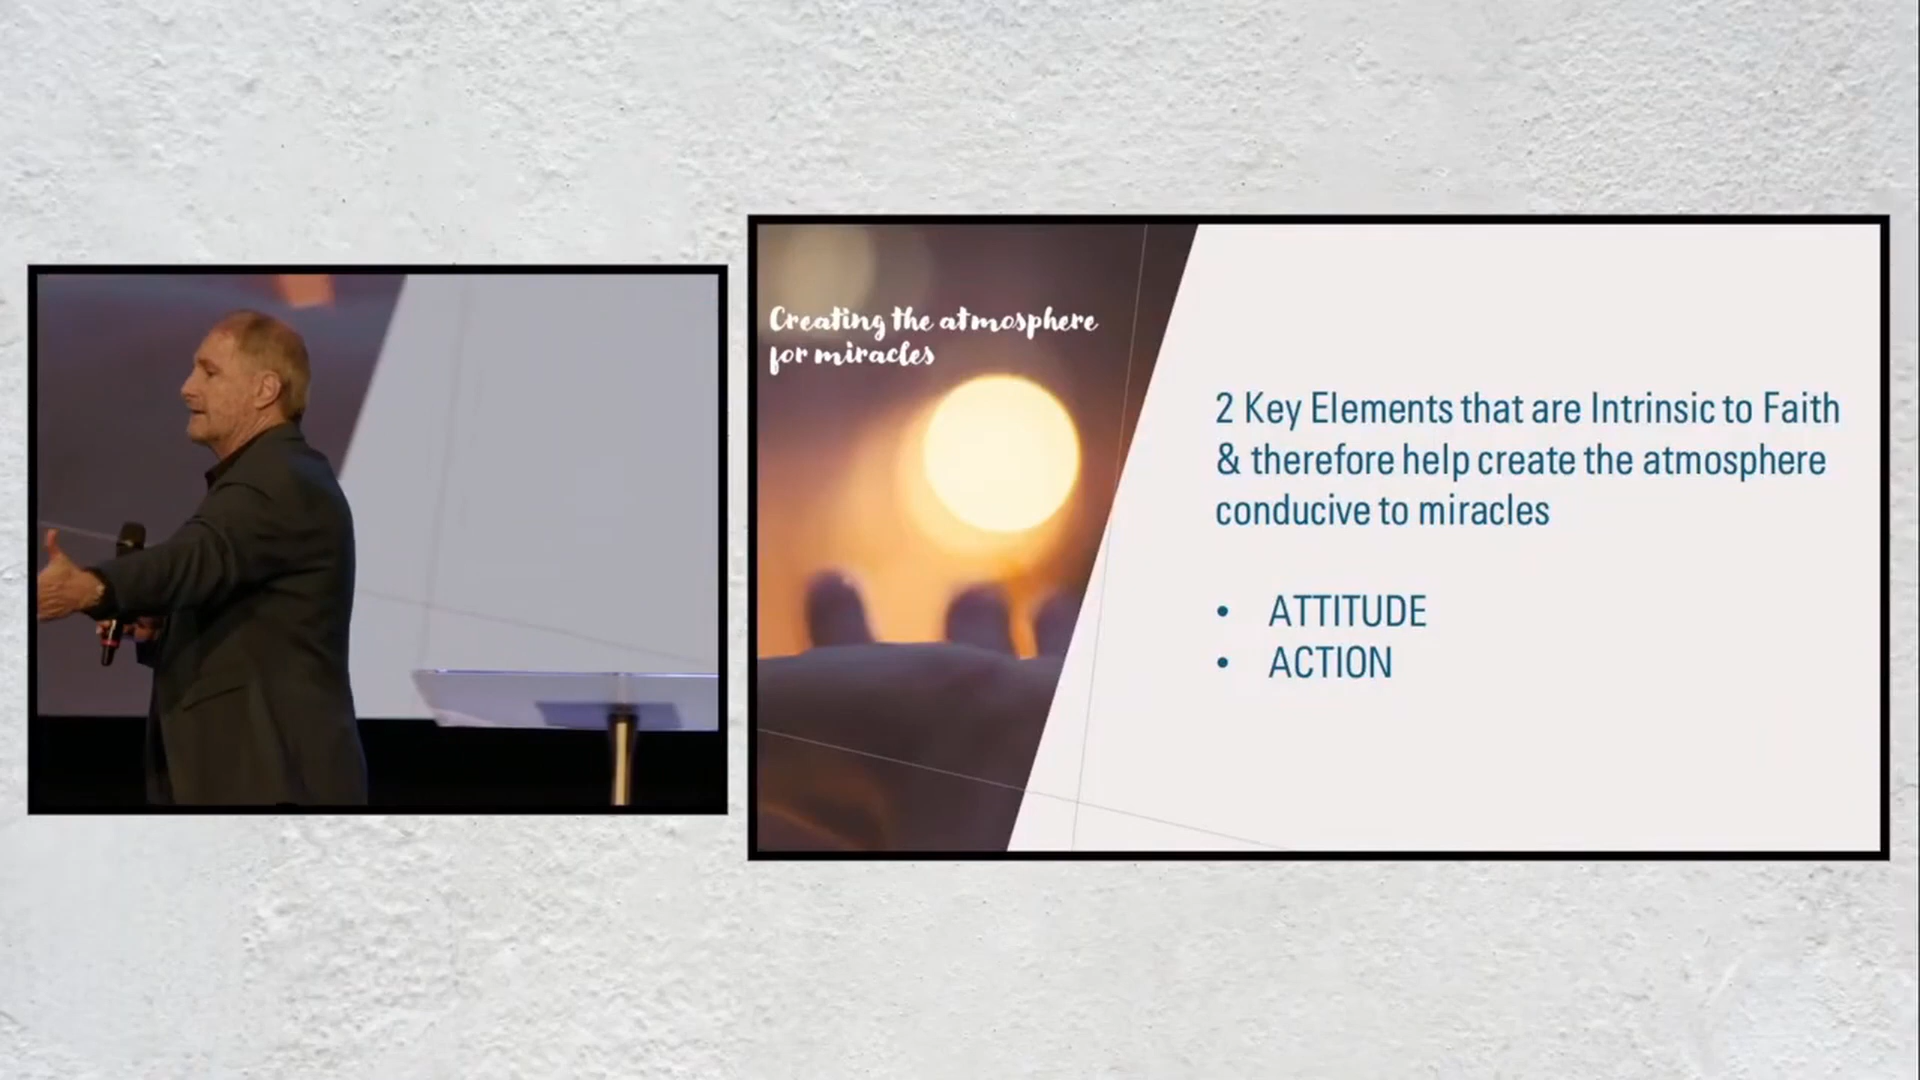 Creating the atmosphere
for miracles
2 Key Elements that are Intrinsic to Faith
& therefore help create the atmosphere
conducive to miracles
• ATTITUDE
• ACTION